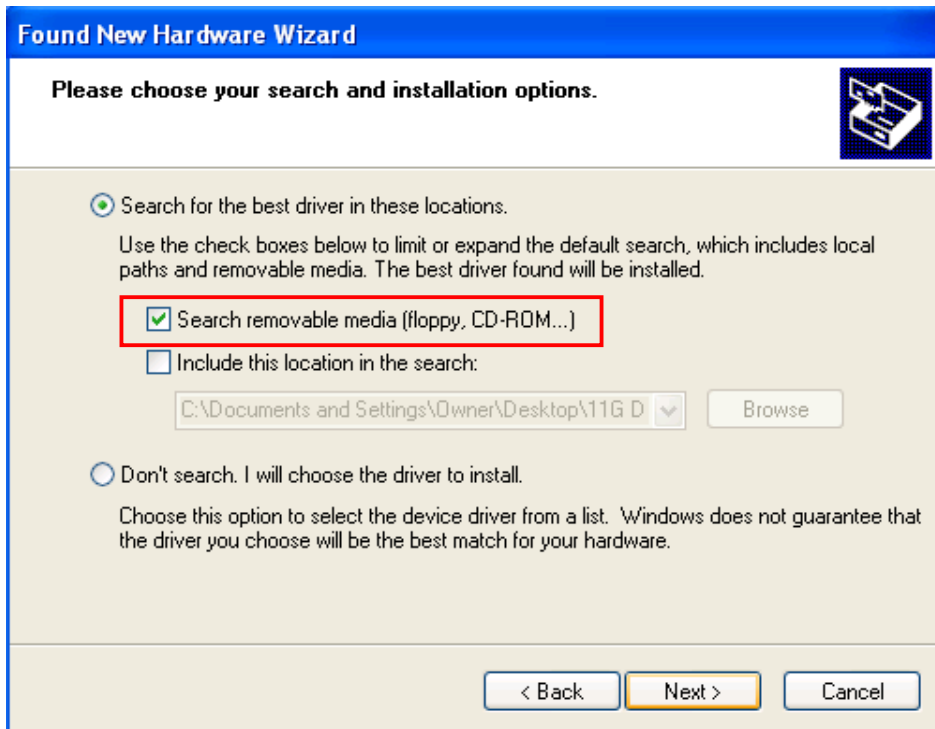 Found New Hardware Wizard
Please choose your search and installation options.
Search for the best driver in these locations.
Use the check boxes below to limit or expand the default search, which includes local
paths and removable media. The best driver found will be installed.
Search removable media (floppy, CD-ROM...)
Include this location in the search:
C:\Documents and Settings\Owner\Desktop\11G D
Browse
Don't search. I will choose the driver to install.
Choose this option to select the device driver from a list.  Windows does not guarantee that
the driver you choose will be the best match for your hardware.
< Back
Next >
Cancel